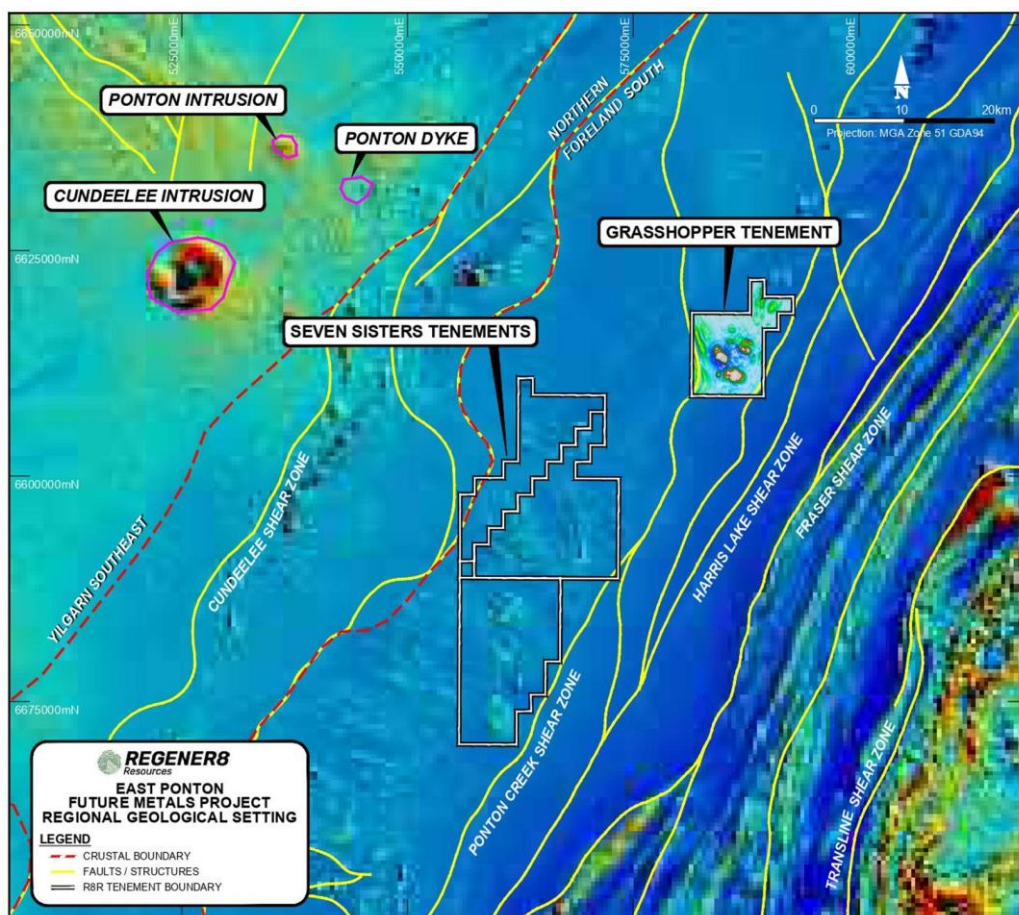 6650000mN
525000mE
550000mE
575000mE
600000mE
PONTON INTRUSION
PONTON DYKE
CUNDEELEE INTRUSION
NORTHERN
FORELAND SOUTH
N
0 10 20km
Projection: MGA Zone 51 GDA94
6625000mN
GRASSHOPPER TENEMENT
SEVEN SISTERS TENEMENTS
6600000mN
YILGARN SOUTHEAST
CUNDEELEE SHEAR ZONE
HARRIS LAKE SHEAR ZONE
FRASER SHEAR ZONE
6675000mN
PONTON CREEK SHEAR ZONE
TRANSLINE SHEAR ZONE
REGENER8
Resources
EAST PONTON
FUTURE METALS PROJECT
REGIONAL GEOLOGICAL SETTING
LEGEND
CRUSTAL BOUNDARY
FAULTS / STRUCTURES
R8R TENEMENT BOUNDARY